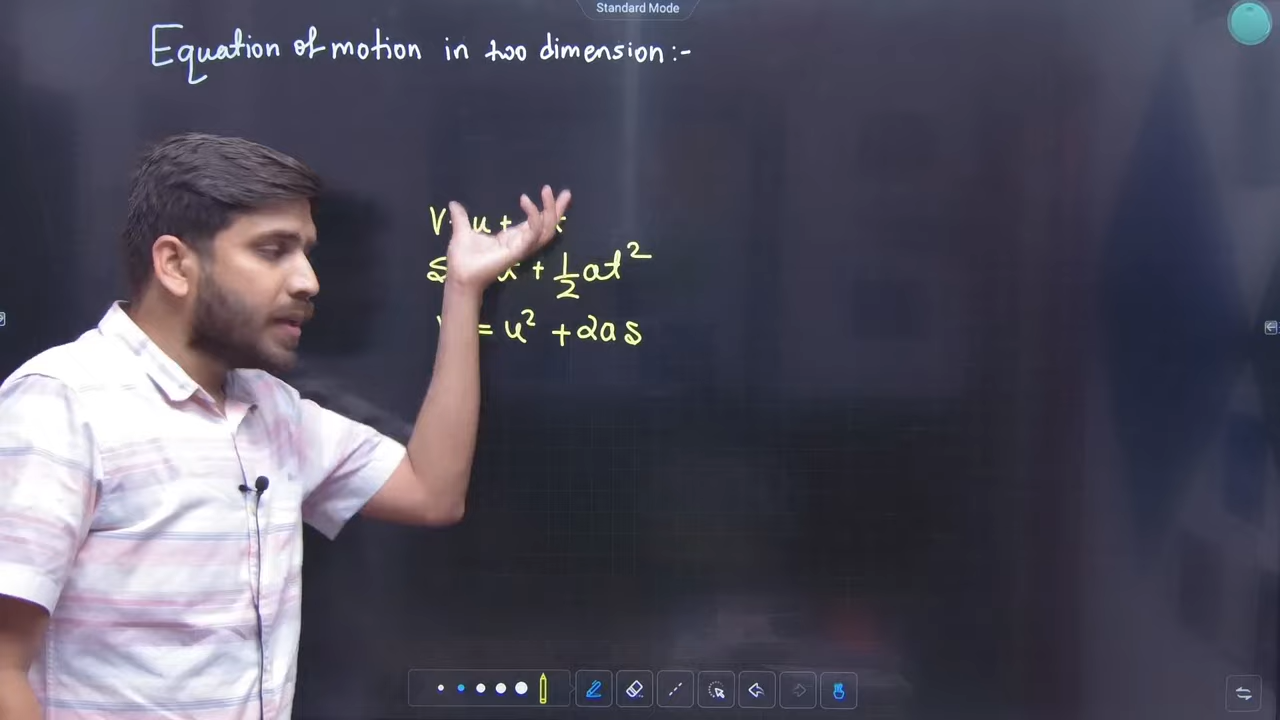 Standard Mode
Equation of motion in two dimension:-
V u +
S + 1/2 at²
= u² + 2as